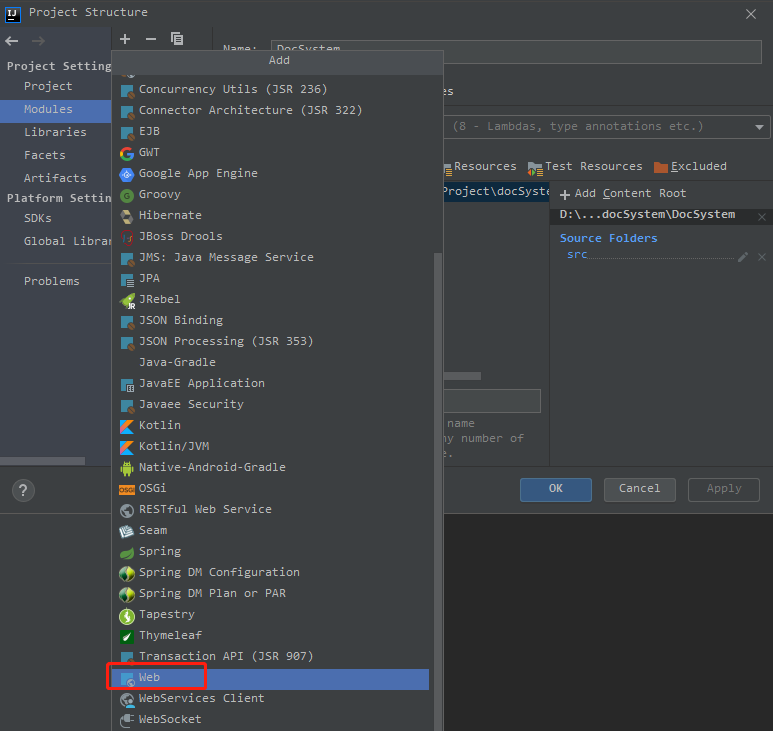 Project Structure
Project Setting
Project
Modules
Libraries
Facets
Artifacts
Platform Settin
SDKs
Global Librar
Problems
Name: DocSystem
Add
Concurrency Utils (JSR 236)
Connector Architecture (JSR 322)
EJB
GWT
Google App Engine
Groovy
Hibernate
JBoss Drools
JMS: Java Message Service
JPA
JRebel
JSON Binding
JSON Processing (JSR 353)
Java-Gradle
JavaEE Application
Javaee Security
Kotlin
Kotlin/JVM
Native-Android-Gradle
OSGi
RESTful Web Service
Seam
Spring
Spring DM Configuration
Spring DM Plan or PAR
Tapestry
Thymeleaf
Transaction API (JSR 907)
Web
WebServices Client
WebSocket
es
(8 - Lambdas, type annotations etc.)
Resources Test Resources Excluded
Project\docSyste
+ Add Content Root
D:\...docSystem\DocSystem
Source Folders
src
name
ny number of
e.
?
OK Cancel Apply